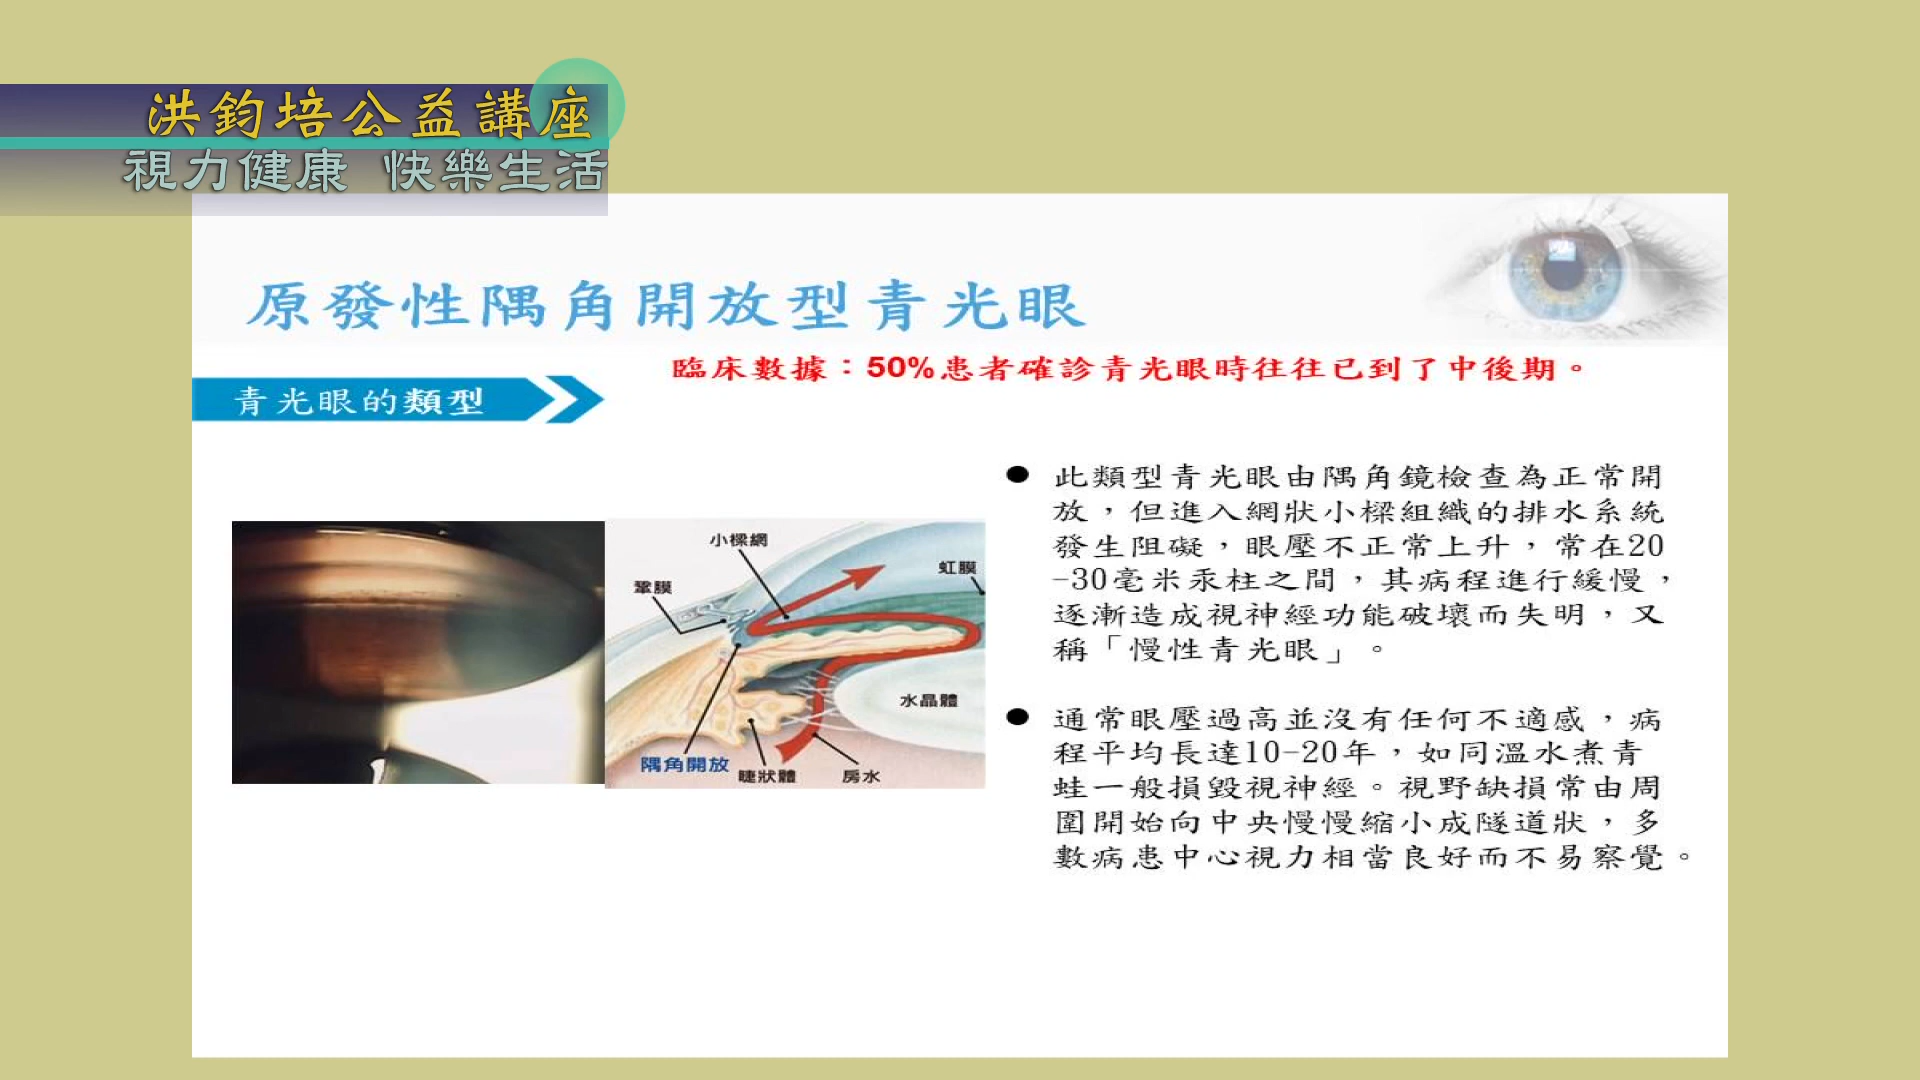 洪鈞培公益講座
視力健康 快樂生活
原發性隅角開放型青光眼
臨床數據：50%患者確診青光眼時往往已到了中後期。
青光眼的類型
此類型青光眼由隅角鏡檢查為正常開
放，但進入網狀小樑組織的排水系統
發生阻礙，眼壓不正常上升，常在20
-30毫米汞柱之間，其病程進行緩慢，
逐漸造成視神經功能破壞而失明，又
稱「慢性青光眼」。
通常眼壓過高並沒有任何不適感，病
程平均長達10-20年，如同溫水煮青
蛙一般損毀視神經。視野缺損常由周
圍開始向中央慢慢縮小成隧道狀，多
數病患中心視力相當良好而不易察覺。
小樑網
虹膜
鞏膜
水晶體
隅角開放
睫狀體
房水